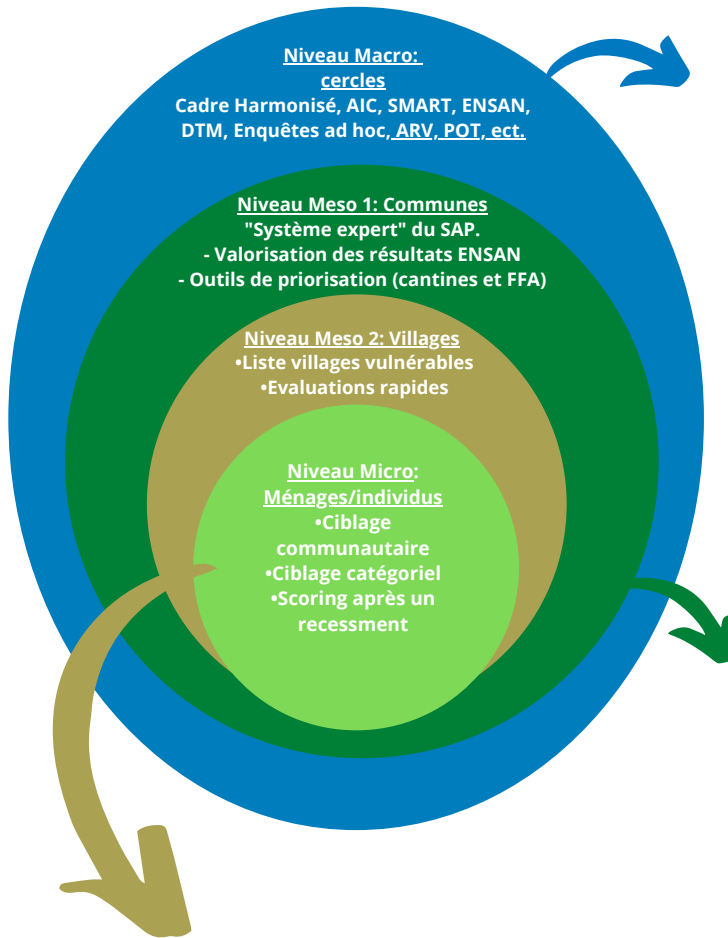 Niveau Macro:
cercles
Cadre Harmonisé, AIC, SMART, ENSAN,
DTM, Enquêtes ad hoc, ARV, POT, ect.
Niveau Meso 1: Communes
"Système expert" du SAP.
- Valorisation des résultats ENSAN
- Outils de priorisation (cantines et FFA)
Niveau Meso 2: Villages
•Liste villages vulnérables
•Evaluations rapides
Niveau Micro:
Ménages/individus
•Ciblage
communautaire
•Ciblage catégoriel
•Scoring après un
recessment